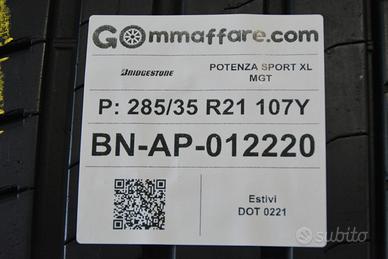 GOmmaffare.com
BRIDGESTONE
POTENZA SPORT XL
MGT
P: 285/35 R21 107Y
BN-AP-012220
Estivi
DOT 0221
subito